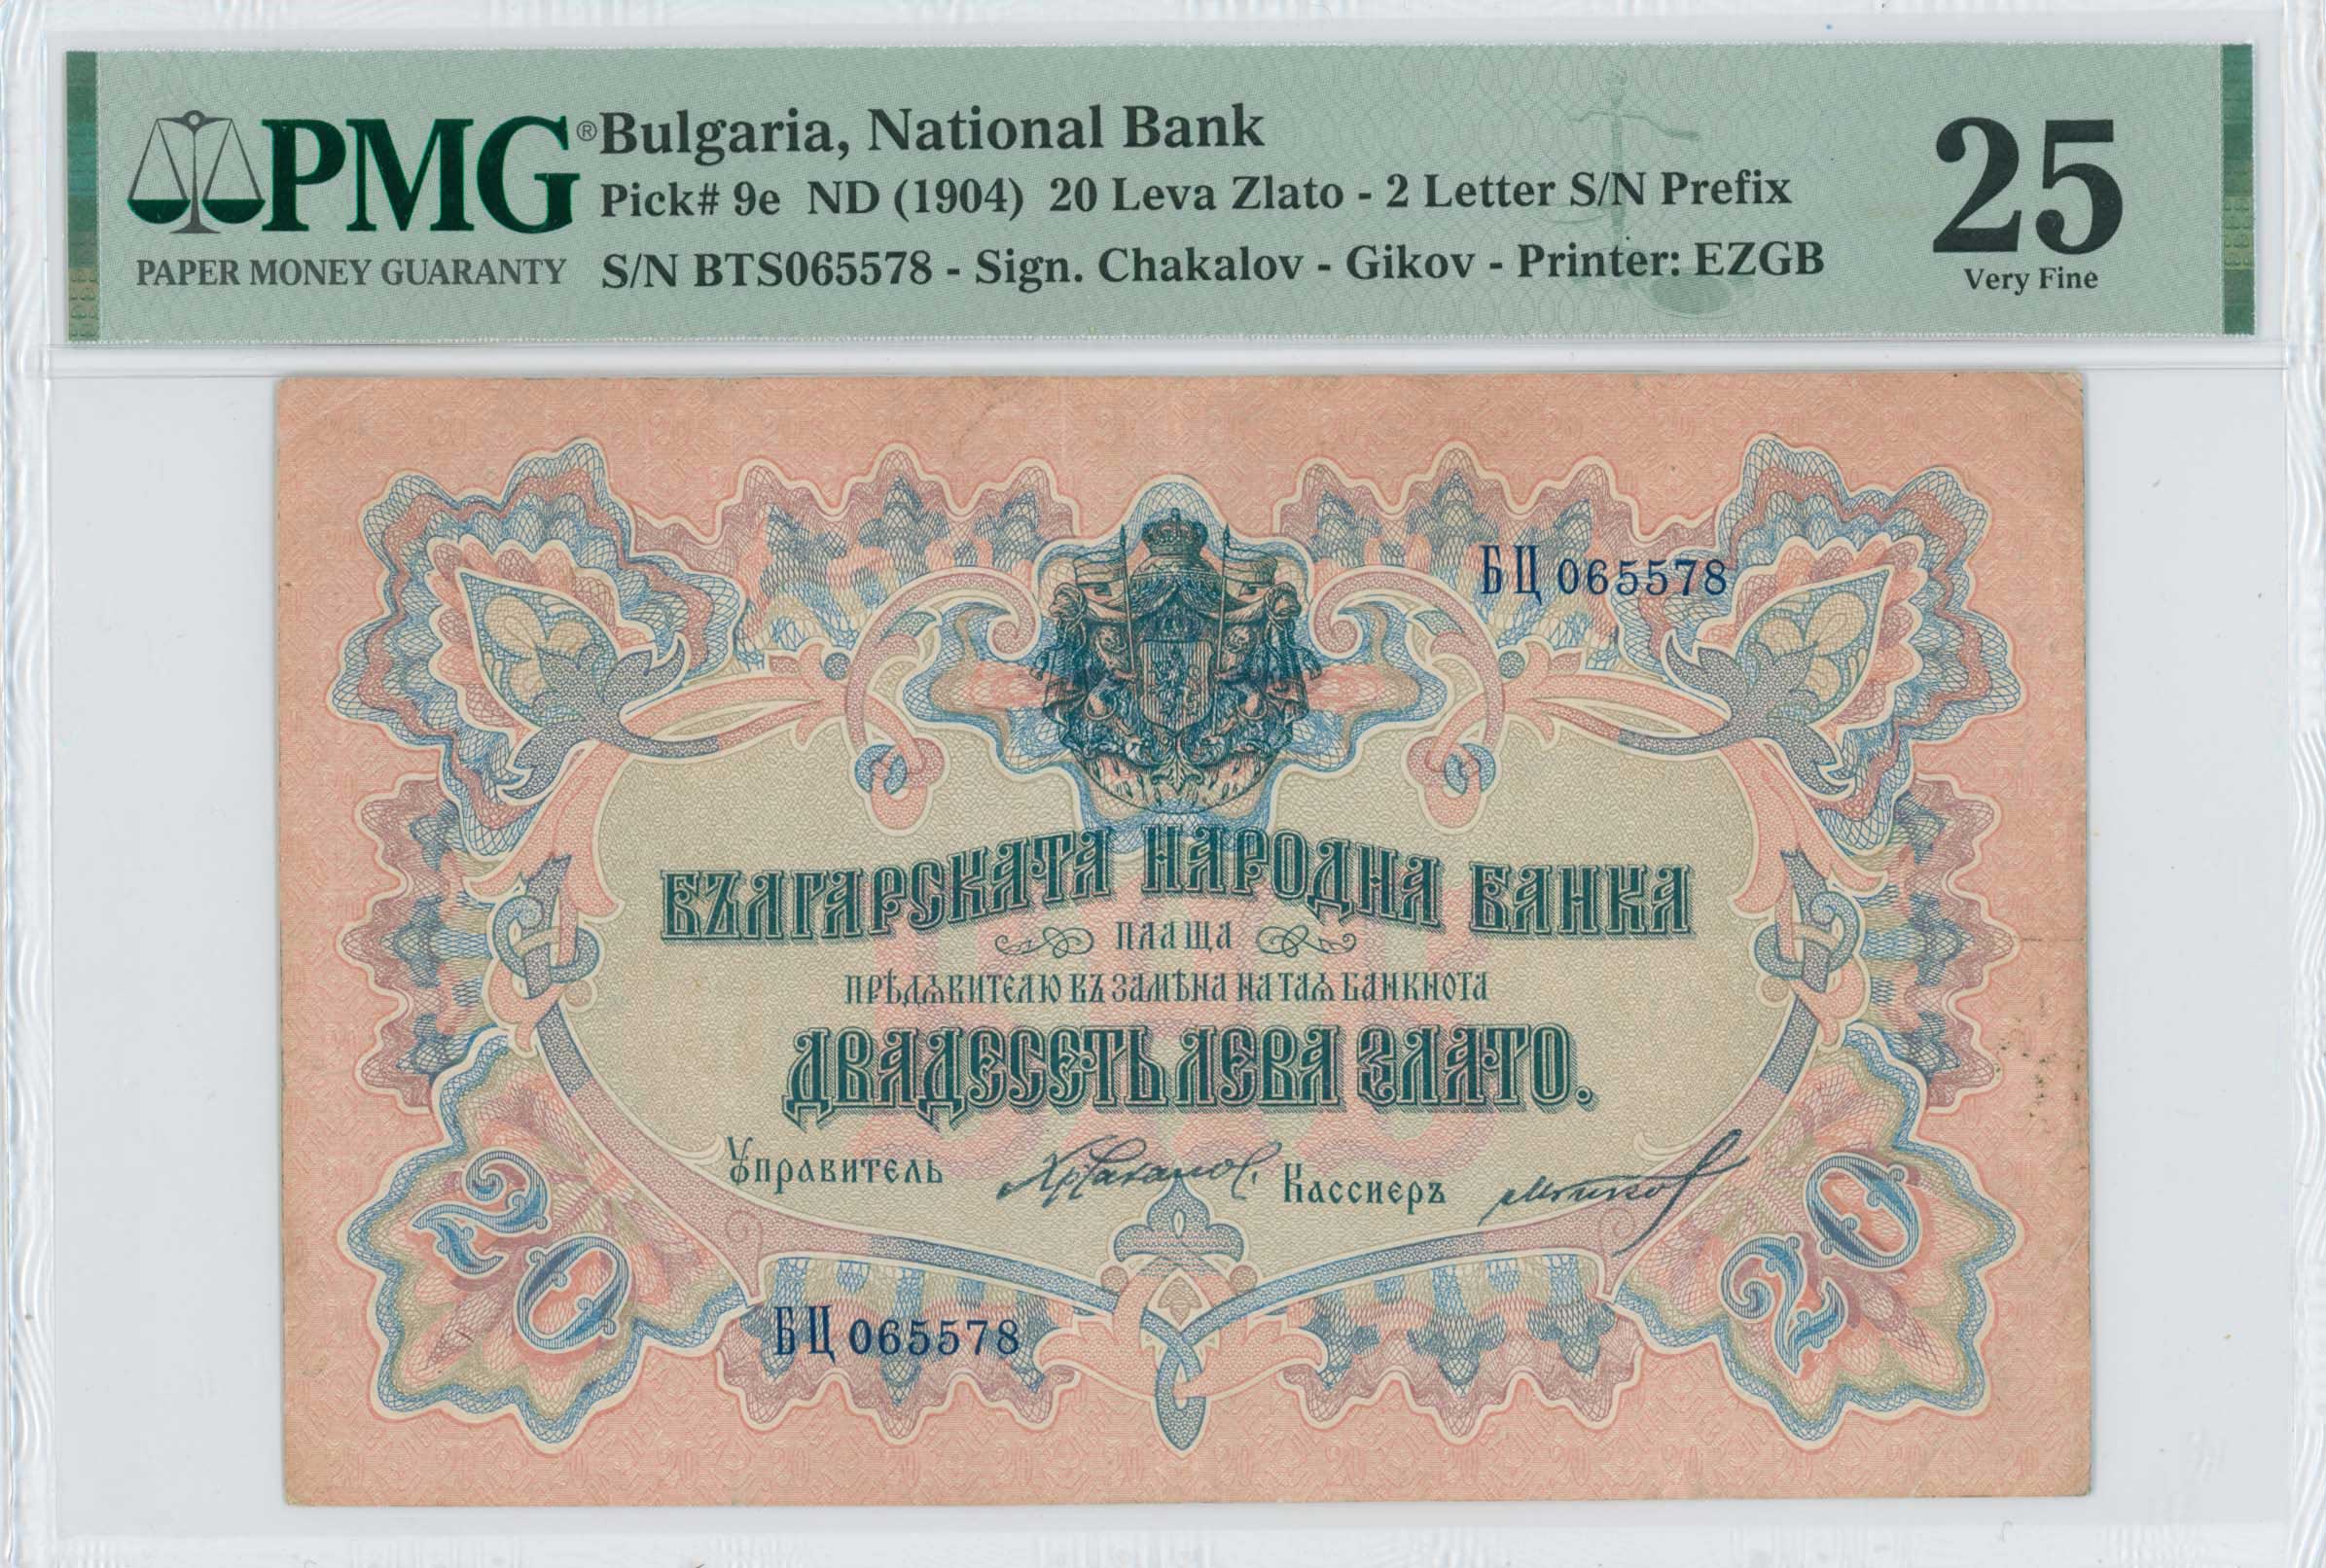 PMG®
PAPER MONEY GUARANTY
Bulgaria, National Bank
Pick# 9e ND (1904) 20 Leva Zlato - 2 Letter S/N Prefix
S/N BTS065578 - Sign. Chakalov - Gikov - Printer: EZGB
25
Very Fine
БЦ 065578
БЪЛГАРСКАТА НАРОДНА БАНКА
ПЛАЩА
ПРѢДѪВИТЕЛЮ ВЪ ЗАМѢНА НА ТАѪ БАНКНОТА
ДВАДЕСЕТЬ ЛЕВА ЗЛАТО.
Управитель
Кассиеръ
20
20
БЦ 065578